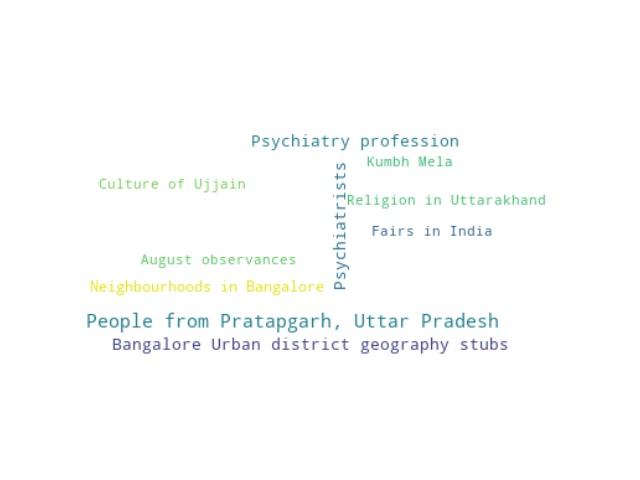 Psychiatry profession
Kumbh Mela
Psychiatrists
Culture of Ujjain
Religion in Uttarakhand
Fairs in India
August observances
Neighbourhoods in Bangalore
People from Pratapgarh, Uttar Pradesh
Bangalore Urban district geography stubs